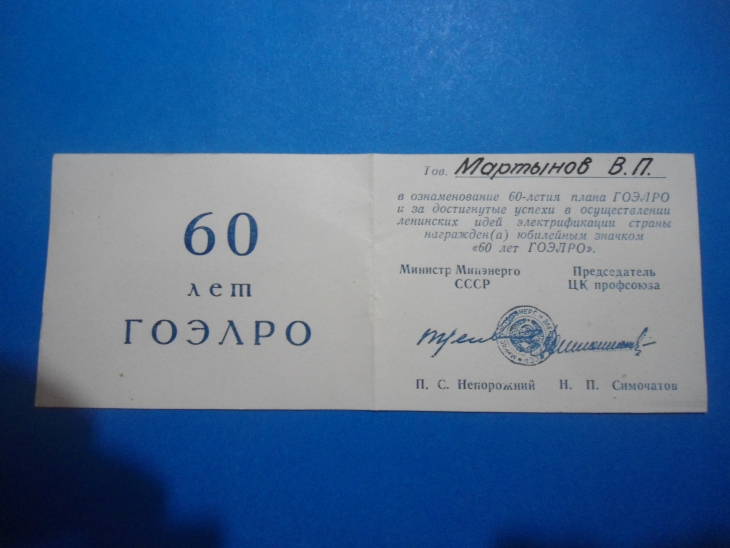 60
лет
ГОЭЛРО
Тов. Мартынов В.П.
в ознаменование 60-летия плана ГОЭЛРО
и за достигнутые успехи в осуществлении
ленинских идей электрификации страны
награжден(а) юбилейным значком
«60 лет ГОЭЛРО».
Министр Минэнерго
СССР
Председатель
ЦК профсоюза
П. С. Непорожний
Н. П. Симочатов